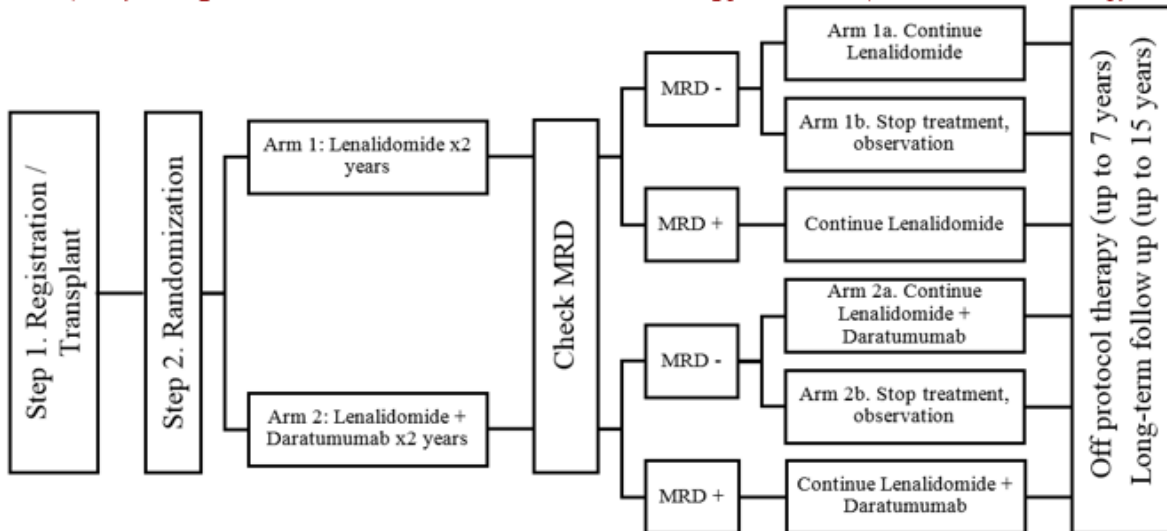 Step 1. Registration /
Transplant
Step 2. Randomization
Arm 1: Lenalidomide x2
years
Arm 2: Lenalidomide +
Daratumumab x2 years
Check MRD
MRD -
MRD +
MRD -
MRD +
Arm 1a. Continue
Lenalidomide
Arm 1b. Stop treatment,
observation
Continue Lenalidomide
Arm 2a. Continue
Lenalidomide +
Daratumumab
Arm 2b. Stop treatment,
observation
Continue Lenalidomide +
Daratumumab
Off protocol therapy (up to 7 years)
Long-term follow up (up to 15 years)